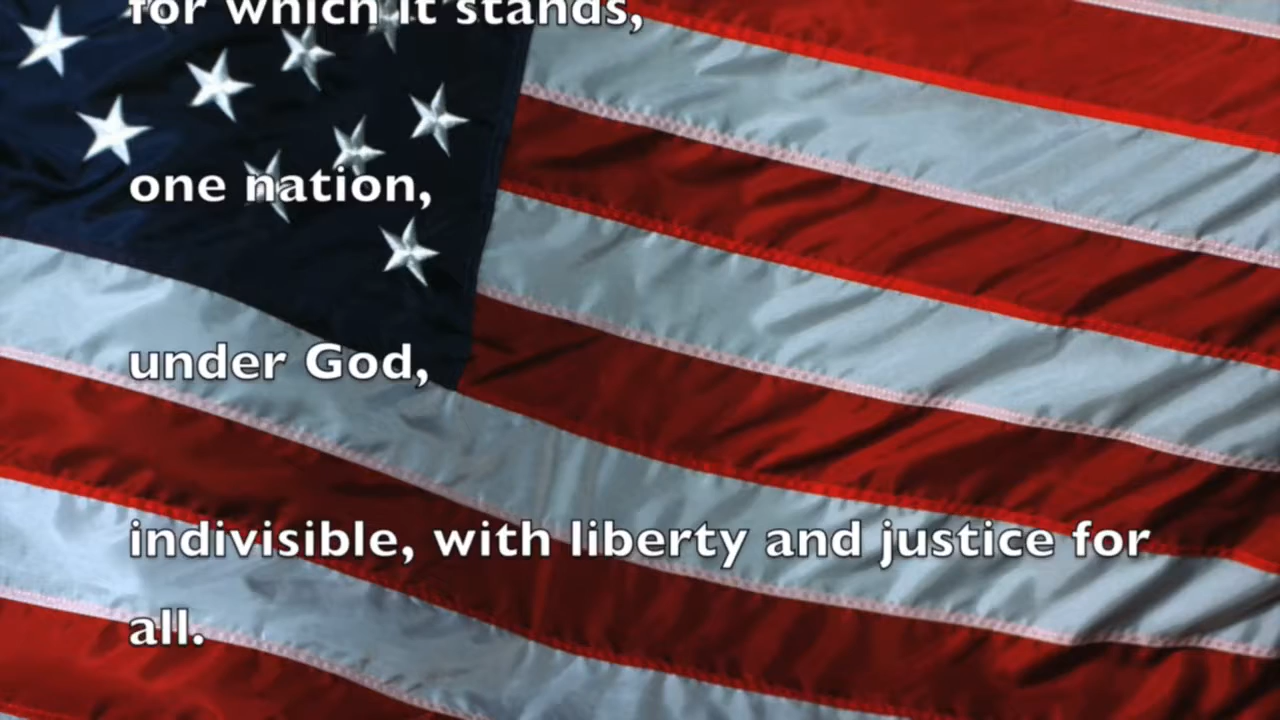 for which it stands,
one nation,
under God,
indivisible, with liberty and justice for
all.